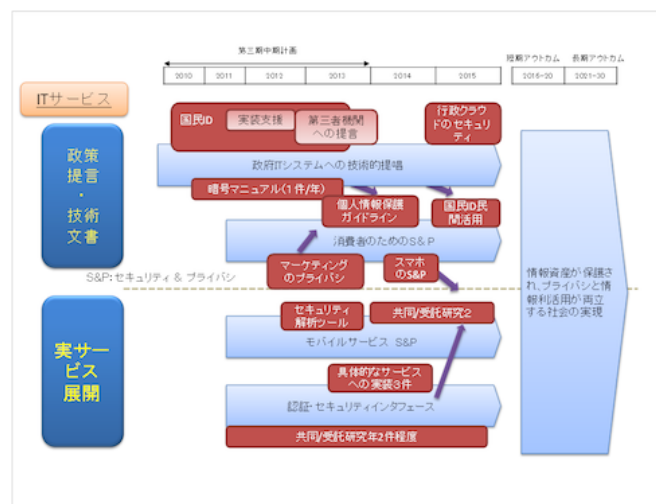 第三期中期計画
短期アウトカム 長期アウトカム
2010 2011 2012 2013 2014 2015 2016-20 2021-30
ITサービス
国民ID
実装支援
第三者機関
への提言
行政クラウ
ドのセキュ
リティ
政策
提言
・
技術
文書
政府ITシステムへの技術的提唱
暗号マニュアル(1件/年)
個人情報保護
ガイドライン
国民ID民
間活用
消費者のためのS&P
マーケティング
のプライバシ
スマホ
のS&P
S&P:セキュリティ & プライバシ
情報資産が保護さ
れ、プライバシと情
報利活用が両立
する社会の実現
実サー
ビス
展開
セキュリティ
解析ツール
共同/受託研究2
モバイルサービス S&P
具体的なサービス
への実装3件
認証・セキュリティインタフェース
共同/受託研究年2件程度